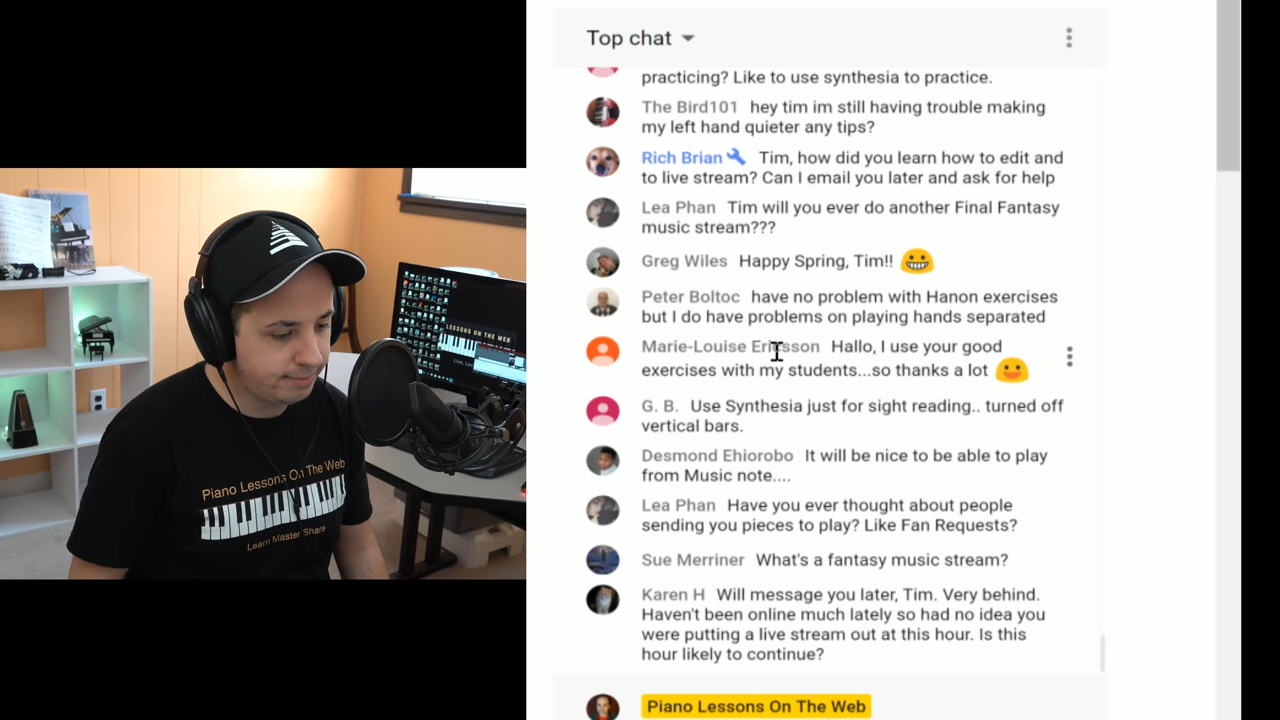 Top chat
practicing? Like to use synthesia to practice.
The Bird101 hey tim im still having trouble making
my left hand quieter any tips?
Rich Brian Tim, how did you learn how to edit and
to live stream? Can I email you later and ask for help
Lea Phan Tim will you ever do another Final Fantasy
music stream???
Greg Wiles Happy Spring, Tim!!
Peter Boltoc have no problem with Hanon exercises
but I do have problems on playing hands separated
Marie-Louise Ericsson Hallo, I use your good
exercises with my students...so thanks a lot
G. B. Use Synthesia just for sight reading.. turned off
vertical bars.
Desmond Ehiorobo It will be nice to be able to play
from Music note....
Lea Phan Have you ever thought about people
sending you pieces to play? Like Fan Requests?
Sue Merriner What's a fantasy music stream?
Karen H Will message you later, Tim. Very behind.
Haven't been online much lately so had no idea you
were putting a live stream out at this hour. Is this
hour likely to continue?
Piano Lessons On The Web
LESSONS ON THE WEB
Piano Lessons On The Web
Learn Master Share